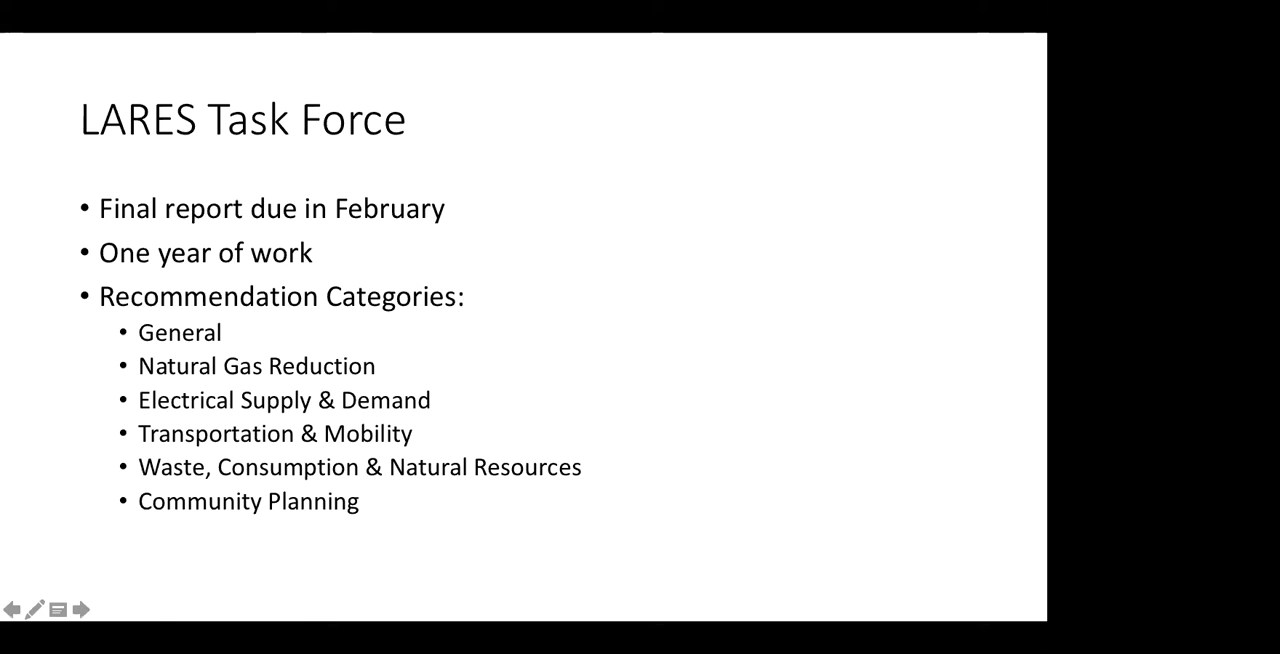 LARES Task Force
• Final report due in February
• One year of work
• Recommendation Categories:
• General
• Natural Gas Reduction
• Electrical Supply & Demand
• Transportation & Mobility
• Waste, Consumption & Natural Resources
• Community Planning